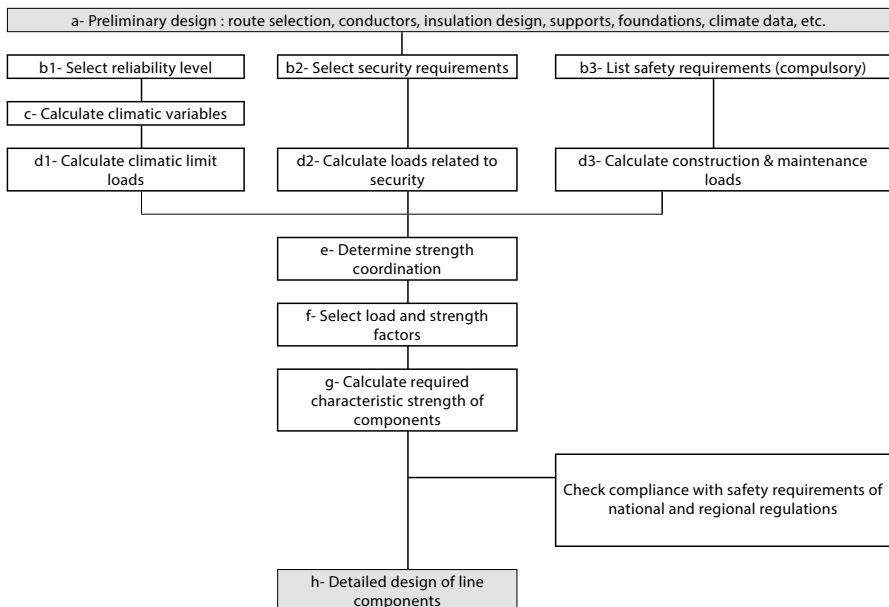 a- Preliminary design : route selection, conductors, insulation design, supports, foundations, climate data, etc.
b1- Select reliability level
b2- Select security requirements
b3- List safety requirements (compulsory)
c- Calculate climatic variables
d1- Calculate climatic limit
loads
d2- Calculate loads related to
security
d3- Calculate construction & maintenance
loads
e- Determine strength
coordination
f- Select load and strength
factors
g- Calculate required
characteristic strength of
components
Check compliance with safety requirements of
national and regional regulations
h- Detailed design of line
components